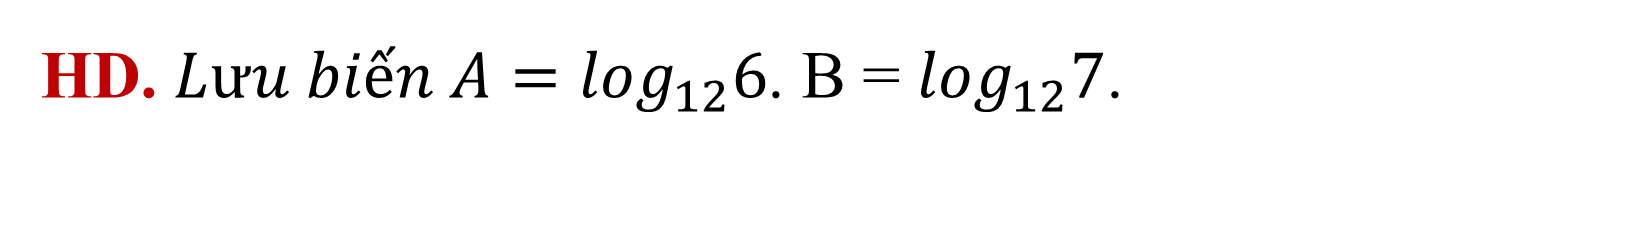 HD. Lưu biến A = log₁₂6. B = log₁₂7.